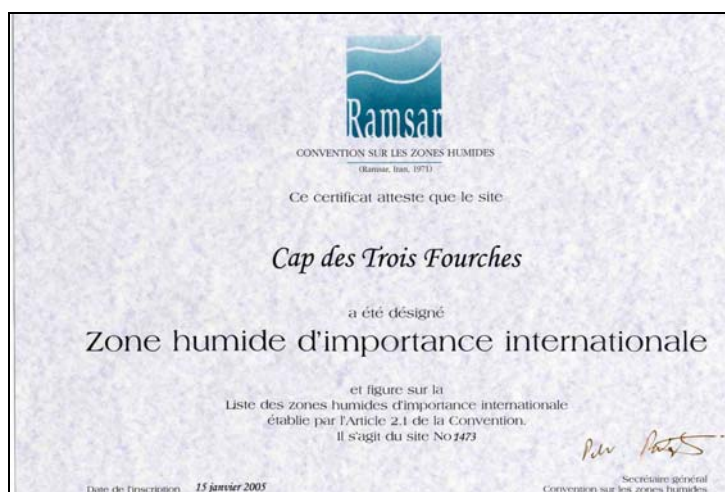 Ramsar
CONVENTION SUR LES ZONES HUMIDES
(Ramsar, Iran, 1971)
Ce certificat atteste que le site
Cap des Trois Fourches
a été désigné
Zone humide d'importance internationale
et figure sur la
Liste des zones humides d'importance internationale
établie par l'Article 2.1 de la Convention.
Il s'agit du site No 1473
Date de l'inscription 15 janvier 2005
Secrétaire général
Convention sur les zones humides